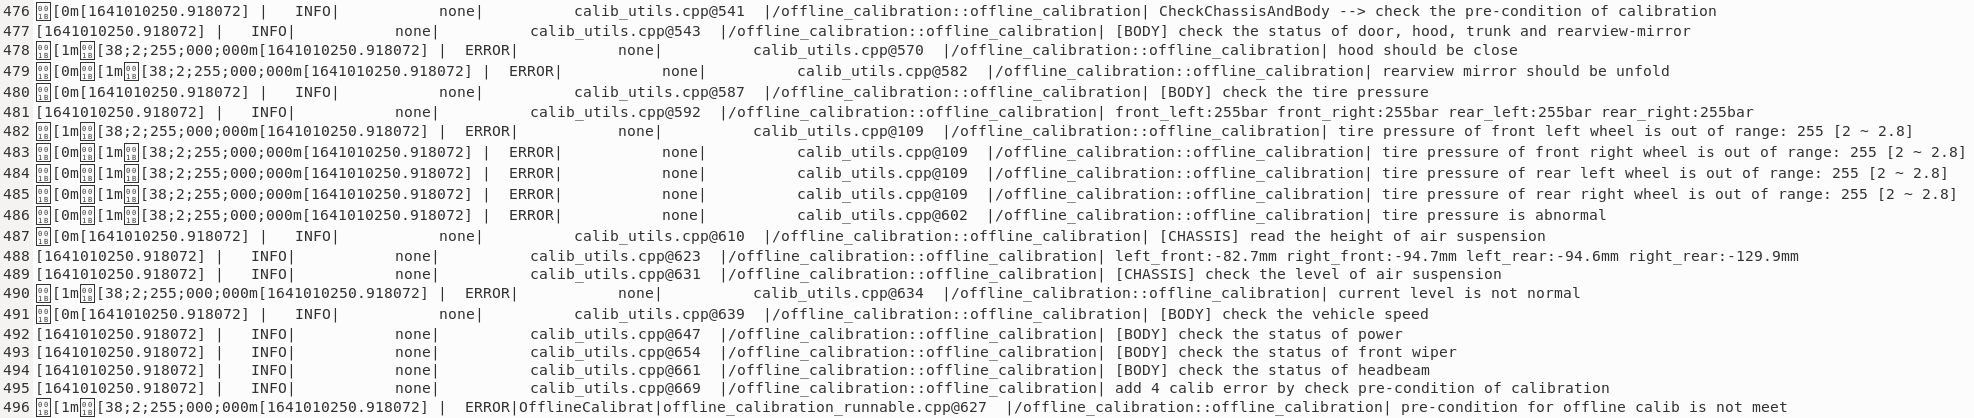 476 [0m[1641010250.918072] |   INFO|           none|          calib_utils.cpp@541  |/offline_calibration::offline_calibration| CheckChassisAndBody --> check the pre-condition of calibration
477 [1641010250.918072] |   INFO|           none|          calib_utils.cpp@543  |/offline_calibration::offline_calibration| [BODY] check the status of door, hood, trunk and rearview-mirror
478 [1m[38;2;255;000;000m[1641010250.918072] |  ERROR|           none|          calib_utils.cpp@570  |/offline_calibration::offline_calibration| hood should be close
479 [0m[1m[38;2;255;000;000m[1641010250.918072] |  ERROR|           none|          calib_utils.cpp@582  |/offline_calibration::offline_calibration| rearview mirror should be unfold
480 [0m[1641010250.918072] |   INFO|           none|          calib_utils.cpp@587  |/offline_calibration::offline_calibration| [BODY] check the tire pressure
481 [1641010250.918072] |   INFO|           none|          calib_utils.cpp@592  |/offline_calibration::offline_calibration| front_left:255bar front_right:255bar rear_left:255bar rear_right:255bar
482 [1m[38;2;255;000;000m[1641010250.918072] |  ERROR|           none|          calib_utils.cpp@109  |/offline_calibration::offline_calibration| tire pressure of front left wheel is out of range: 255 [2 ~ 2.8]
483 [0m[1m[38;2;255;000;000m[1641010250.918072] |  ERROR|           none|          calib_utils.cpp@109  |/offline_calibration::offline_calibration| tire pressure of front right wheel is out of range: 255 [2 ~ 2.8]
484 [0m[1m[38;2;255;000;000m[1641010250.918072] |  ERROR|           none|          calib_utils.cpp@109  |/offline_calibration::offline_calibration| tire pressure of rear left wheel is out of range: 255 [2 ~ 2.8]
485 [0m[1m[38;2;255;000;000m[1641010250.918072] |  ERROR|           none|          calib_utils.cpp@109  |/offline_calibration::offline_calibration| tire pressure of rear right wheel is out of range: 255 [2 ~ 2.8]
486 [0m[1m[38;2;255;000;000m[1641010250.918072] |  ERROR|           none|          calib_utils.cpp@602  |/offline_calibration::offline_calibration| tire pressure is abnormal
487 [0m[1641010250.918072] |   INFO|           none|          calib_utils.cpp@610  |/offline_calibration::offline_calibration| [CHASSIS] read the height of air suspension
488 [1641010250.918072] |   INFO|           none|          calib_utils.cpp@623  |/offline_calibration::offline_calibration| left_front:-82.7mm right_front:-94.7mm left_rear:-94.6mm right_rear:-129.9mm
489 [1641010250.918072] |   INFO|           none|          calib_utils.cpp@631  |/offline_calibration::offline_calibration| [CHASSIS] check the level of air suspension
490 [1m[38;2;255;000;000m[1641010250.918072] |  ERROR|           none|          calib_utils.cpp@634  |/offline_calibration::offline_calibration| current level is not normal
491 [0m[1641010250.918072] |   INFO|           none|          calib_utils.cpp@639  |/offline_calibration::offline_calibration| [BODY] check the vehicle speed
492 [1641010250.918072] |   INFO|           none|          calib_utils.cpp@647  |/offline_calibration::offline_calibration| [BODY] check the status of power
493 [1641010250.918072] |   INFO|           none|          calib_utils.cpp@654  |/offline_calibration::offline_calibration| [BODY] check the status of front wiper
494 [1641010250.918072] |   INFO|           none|          calib_utils.cpp@661  |/offline_calibration::offline_calibration| [BODY] check the status of headbeam
495 [1641010250.918072] |   INFO|           none|          calib_utils.cpp@669  |/offline_calibration::offline_calibration| add 4 calib error by check pre-condition of calibration
496 [1m[38;2;255;000;000m[1641010250.918072] |  ERROR|OfflineCalibrat|offline_calibration_runnable.cpp@627  |/offline_calibration::offline_calibration| pre-condition for offline calib is not meet